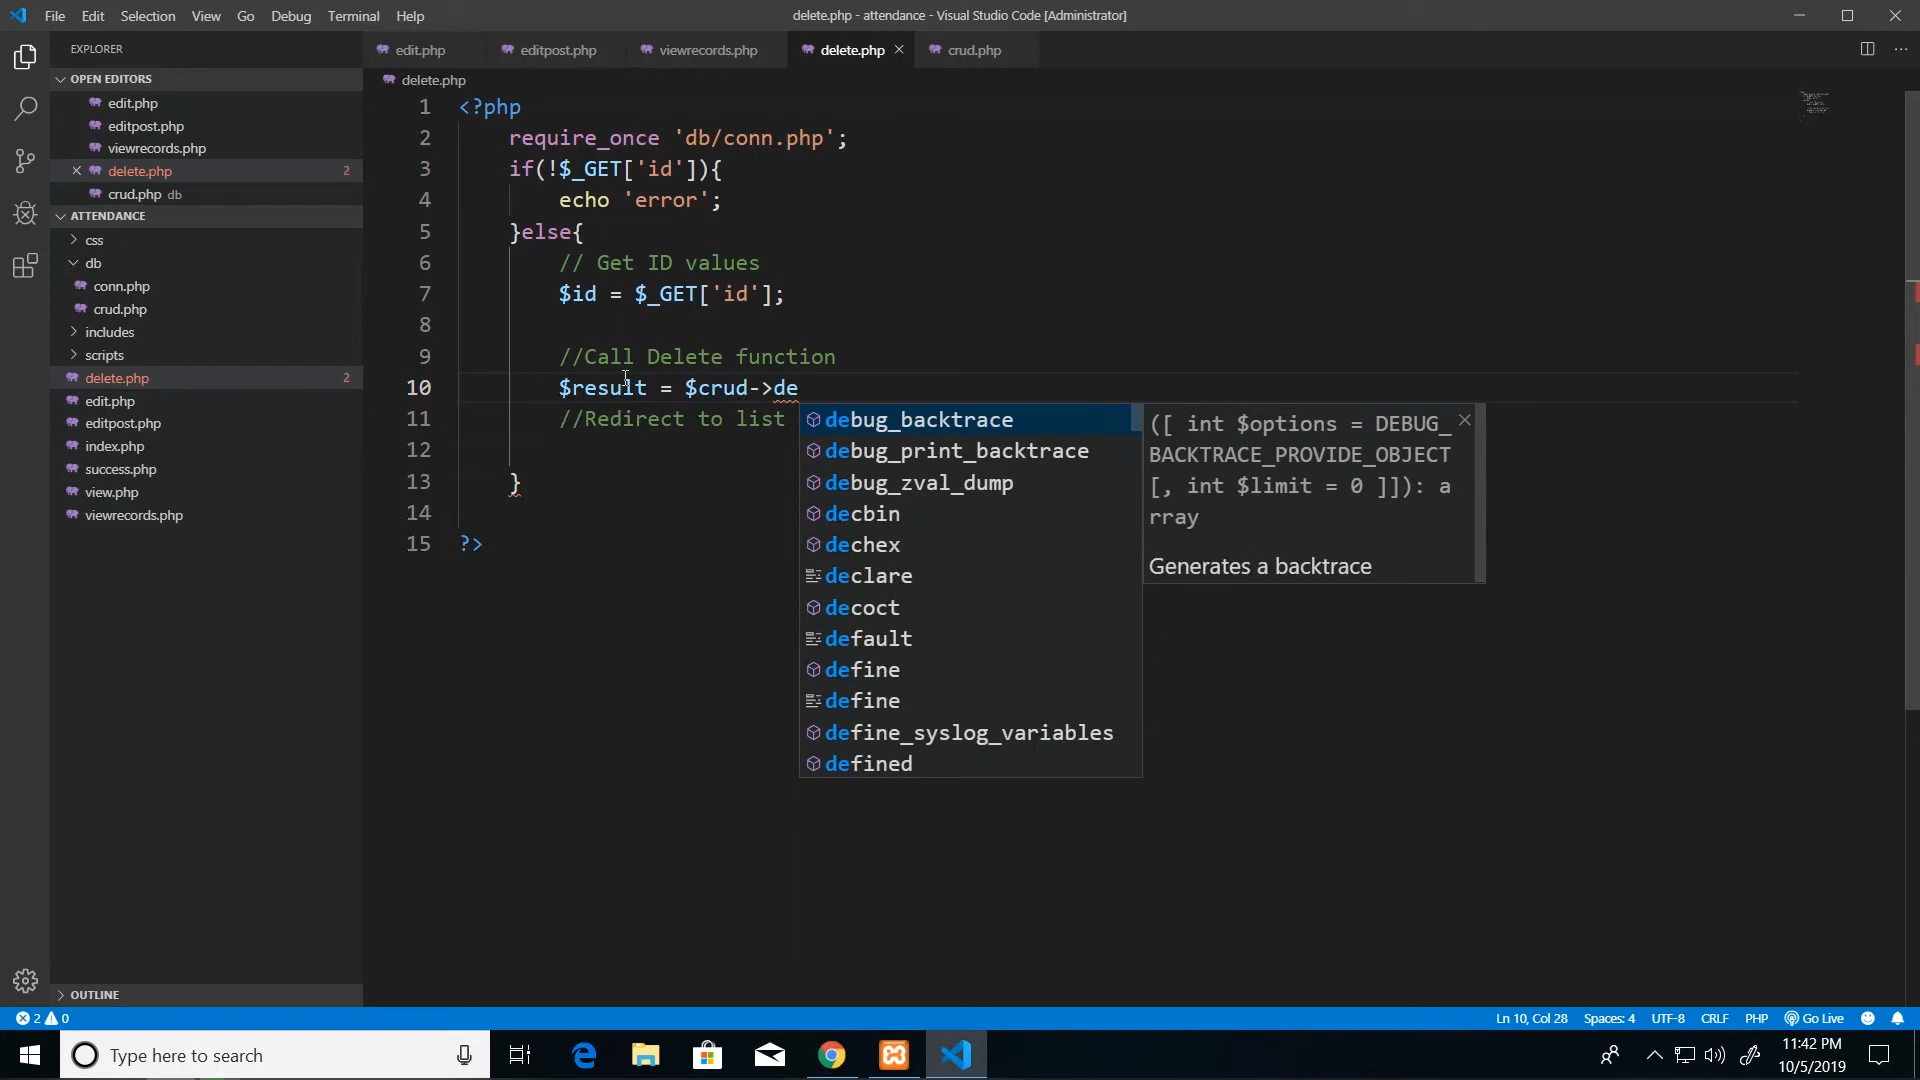 File Edit Selection View Go Debug Terminal Help
delete.php - attendance - Visual Studio Code [Administrator]
EXPLORER
edit.php editpost.php viewrecords.php delete.php crud.php
OPEN EDITORS
edit.php
editpost.php
viewrecords.php
delete.php 2
crud.php db
ATTENDANCE
css
db
conn.php
crud.php
includes
scripts
delete.php 2
edit.php
editpost.php
index.php
success.php
view.php
viewrecords.php
OUTLINE
delete.php
1 <?php
2 require_once 'db/conn.php';
3 if(!$_GET['id']){
4 echo 'error';
5 }else{
6 // Get ID values
7 $id = $_GET['id'];
8
9 //Call Delete function
10 $result = $crud->de
11 //Redirect to list
12
13 }
14
15 ?>
debug_backtrace
debug_print_backtrace
debug_zval_dump
decbin
dechex
declare
decoct
default
define
define
define_syslog_variables
defined
([ int $options = DEBUG_
BACKTRACE_PROVIDE_OBJECT
[, int $limit = 0 ]]): a
rray
Generates a backtrace
2 0
Ln 10, Col 28 Spaces: 4 UTF-8 CRLF PHP Go Live
Type here to search
11:42 PM
10/5/2019